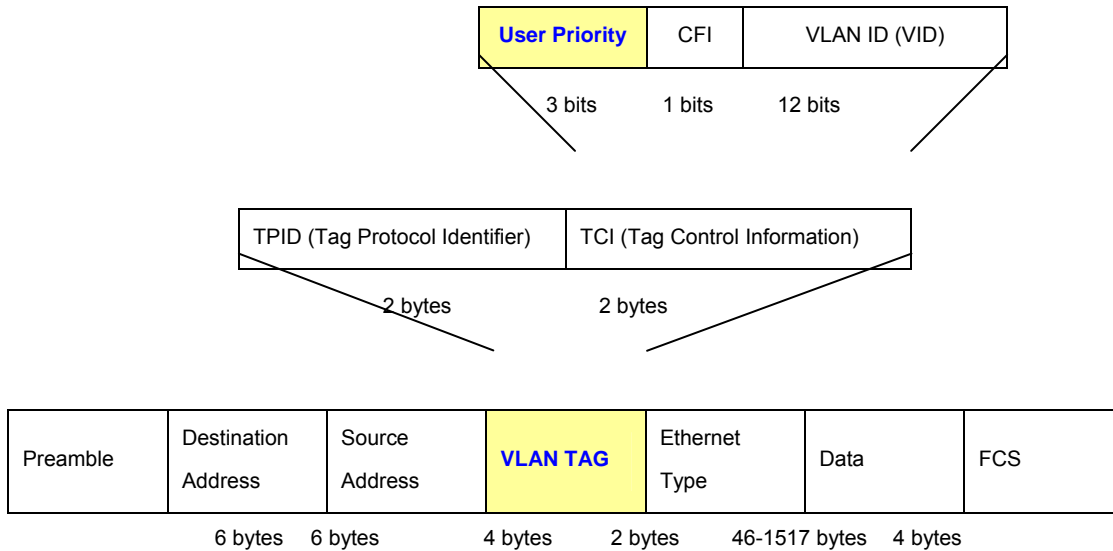 User Priority CFI VLAN ID (VID)
3 bits 1 bits 12 bits
TPID (Tag Protocol Identifier) TCI (Tag Control Information)
2 bytes 2 bytes
Preamble Destination Address Source Address VLAN TAG Ethernet Type Data FCS
6 bytes 6 bytes 4 bytes 2 bytes 46-1517 bytes 4 bytes